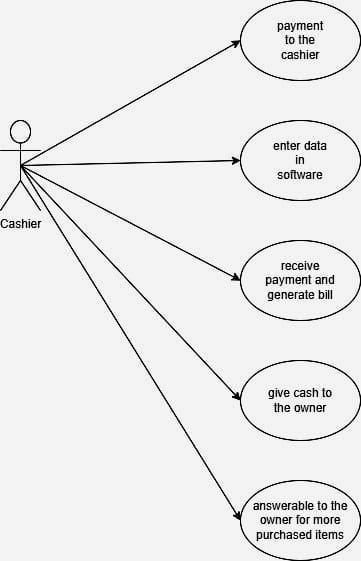 payment
to the
cashier
enter data
in
software
Cashier
receive
payment and
generate bill
give cash to
the owner
answerable to the
owner for more
purchased items